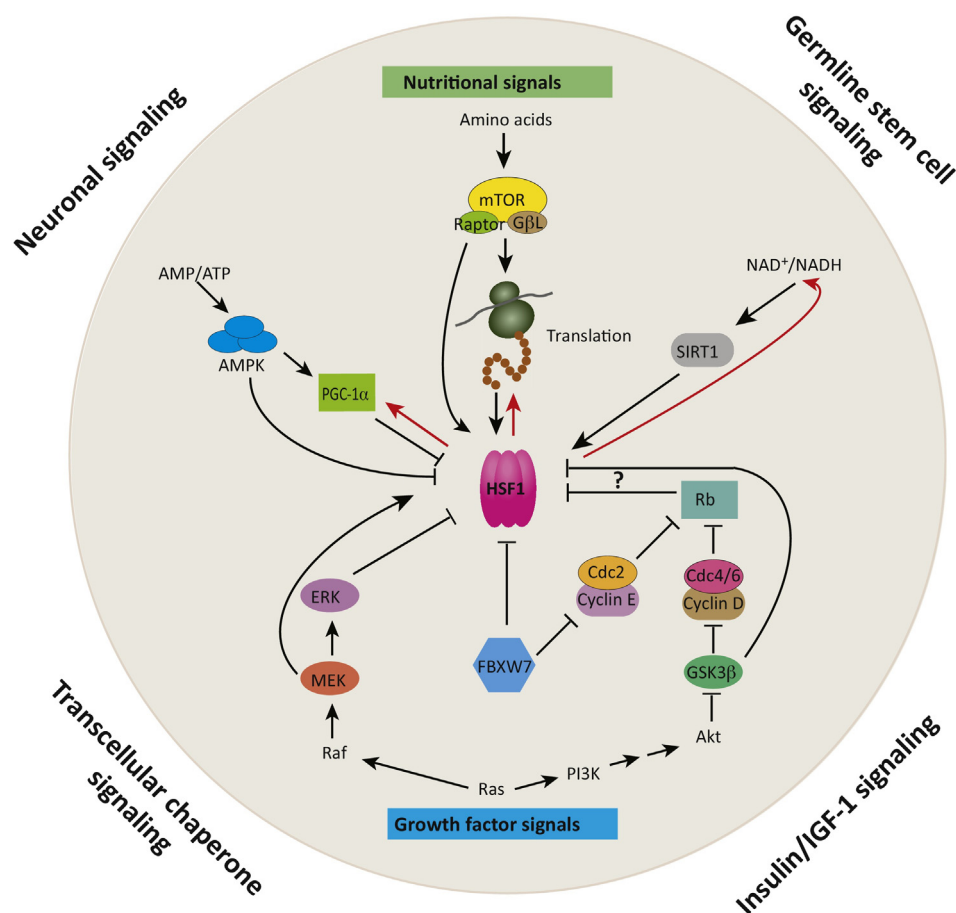 Neuronal signaling
Germline stem cell
signaling
Nutritional signals
Amino acids
mTOR
Raptor
GβL
AMP/ATP
NAD⁺/NADH
Translation
SIRT1
AMPK
PGC-1α
HSF1
?
Rb
Cdc2
Cdc4/6
ERK
Cyclin E
Cyclin D
FBXW7
GSK3β
MEK
Raf
Akt
PI3K
Ras
Growth factor signals
Transcellular chaperone
signaling
Insulin/IGF-1 signaling